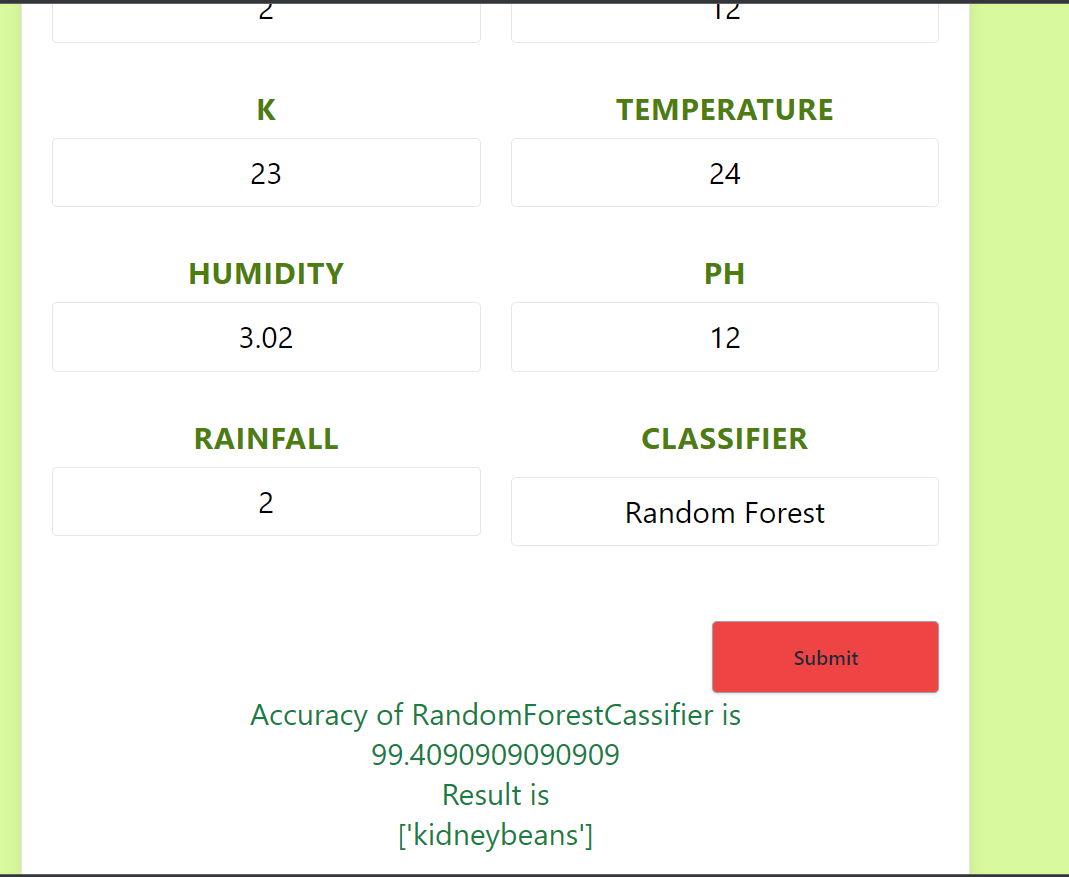 2 12
K TEMPERATURE
23 24
HUMIDITY PH
3.02 12
RAINFALL CLASSIFIER
2 Random Forest
Submit
Accuracy of RandomForestCassifier is
99.4090909090909
Result is
['kidneybeans']